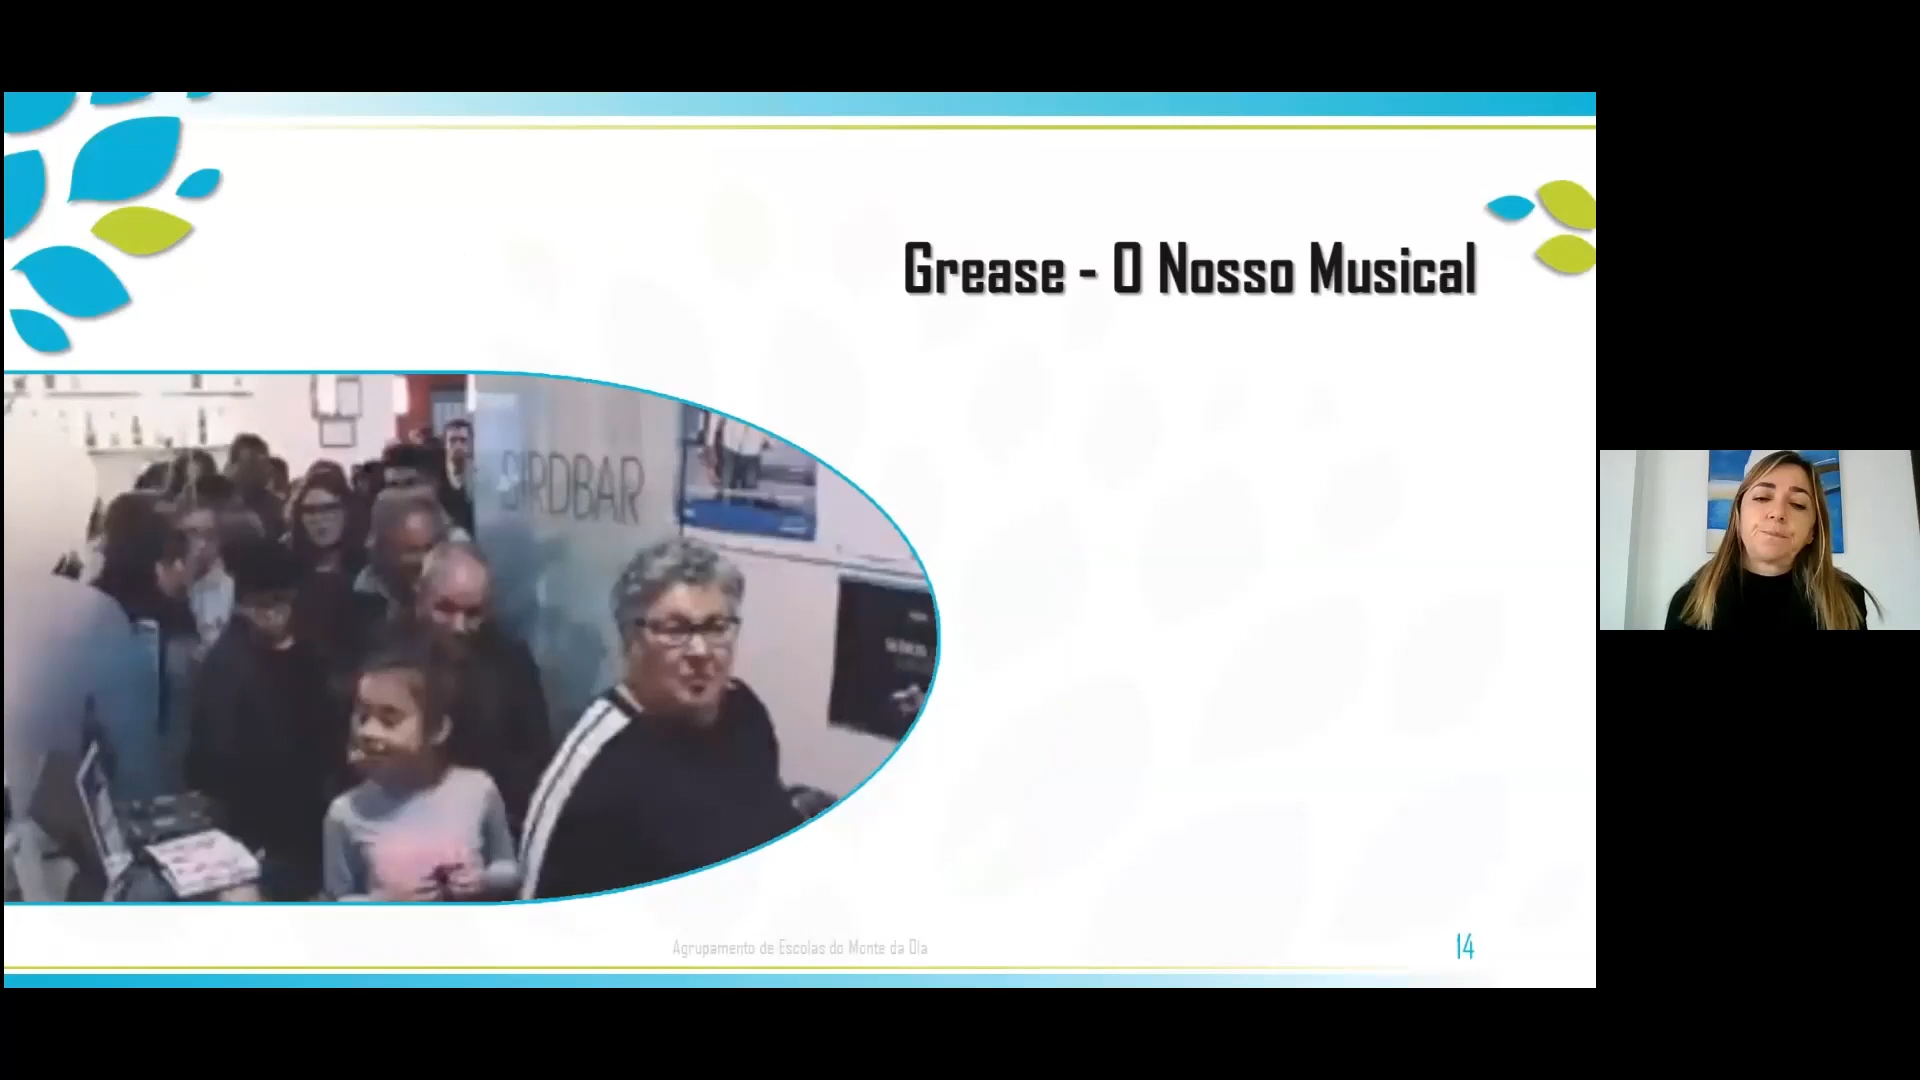 Grease - O Nosso Musical
SIRDBAR
Agrupamento de Escolas do Monte da Ola
14